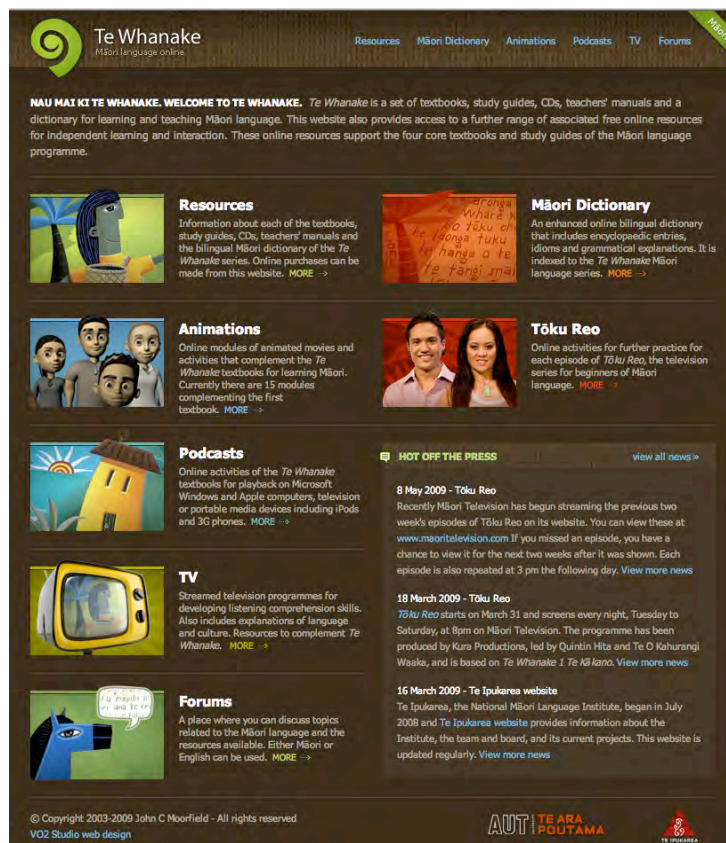 Te Whanake
Māori language online
Resources
Māori Dictionary
Animations
Podcasts
TV
Forums
NAU MAI KI TE WHANAKE. WELCOME TO TE WHANAKE. Te Whanake is a set of textbooks, study guides, CDs, teachers' manuals and a
dictionary for learning and teaching Māori language. This website also provides access to a further range of associated free online resources
for independent learning and interaction. These online resources support the four core textbooks and study guides of the Māori language
programme.
Resources
Information about each of the textbooks,
study guides, CDs, teachers' manuals and
the bilingual Māori dictionary of the Te
Whanake series. Online purchases can be
made from this website. MORE →
Māori Dictionary
An enhanced online bilingual dictionary
that includes encyclopaedic entries,
idioms and grammatical explanations. It is
indexed to the Te Whanake Māori
language series. MORE →
Animations
Online modules of animated movies and
activities that complement the Te
Whanake textbooks for learning Māori.
Currently there are 15 modules
complementing the first
textbook. MORE →
Tōku Reo
Online activities for further practice for
each episode of Tōku Reo, the television
series for beginners of Māori
language. MORE →
Podcasts
Online activities of the Te Whanake
textbooks for playback on Microsoft
Windows and Apple computers, television
or portable media devices including iPods
and 3G phones. MORE →
TV
Streamed television programmes for
developing listening comprehension skills.
Also includes explanations of language
and culture. Resources to complement Te
Whanake. MORE →
Forums
A place where you can discuss topics
related to the Māori language and the
resources available. Either Māori or
English can be used. MORE →
HOT OFF THE PRESS
view all news »
8 May 2009 - Tōku Reo
Recently Māori Television has begun streaming the previous two
week's episodes of Tōku Reo on its website. You can view these at
www.maoritelevision.com If you missed an episode, you have a
chance to view it for the next two weeks after it was shown. Each
episode is also repeated at 3 pm the following day. View more news
18 March 2009 - Tōku Reo
Tōku Reo starts on March 31 and screens every night, Tuesday to
Saturday, at 8pm on Māori Television. The programme has been
produced by Kura Productions, led by Quintin Hita and Te O Kahurangi
Waaka, and is based on Te Whanake 1 Te Kākano. View more news
16 March 2009 - Te Ipukarea website
Te Ipukarea, the National Māori Language Institute, began in July
2008 and Te Ipukarea website provides information about the
Institute, the team and board, and its current projects. This website is
updated regularly. View more news
© Copyright 2003-2009 John C Moorfield - All rights reserved
VO2 Studio web design
AUT TE ARA
POUTAMA
TE IPUKAREA